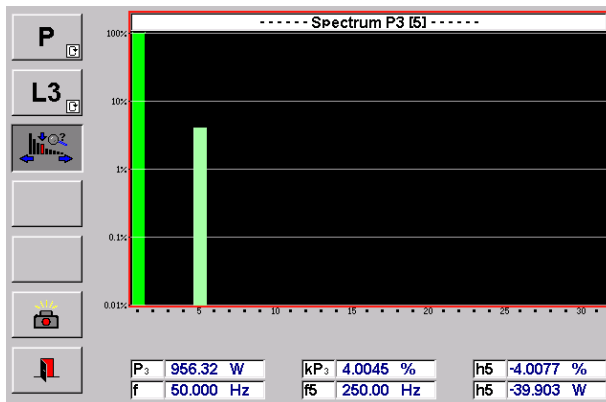 ------ Spectrum P3 [5] ------
P
L3
100%
10%
1%
0.1%
0.01%
5 10 15 20 25 30
P3 956.32 W kP3 4.0045 % h5 -4.0077 %
f 50.000 Hz f5 250.00 Hz h5 -39.903 W